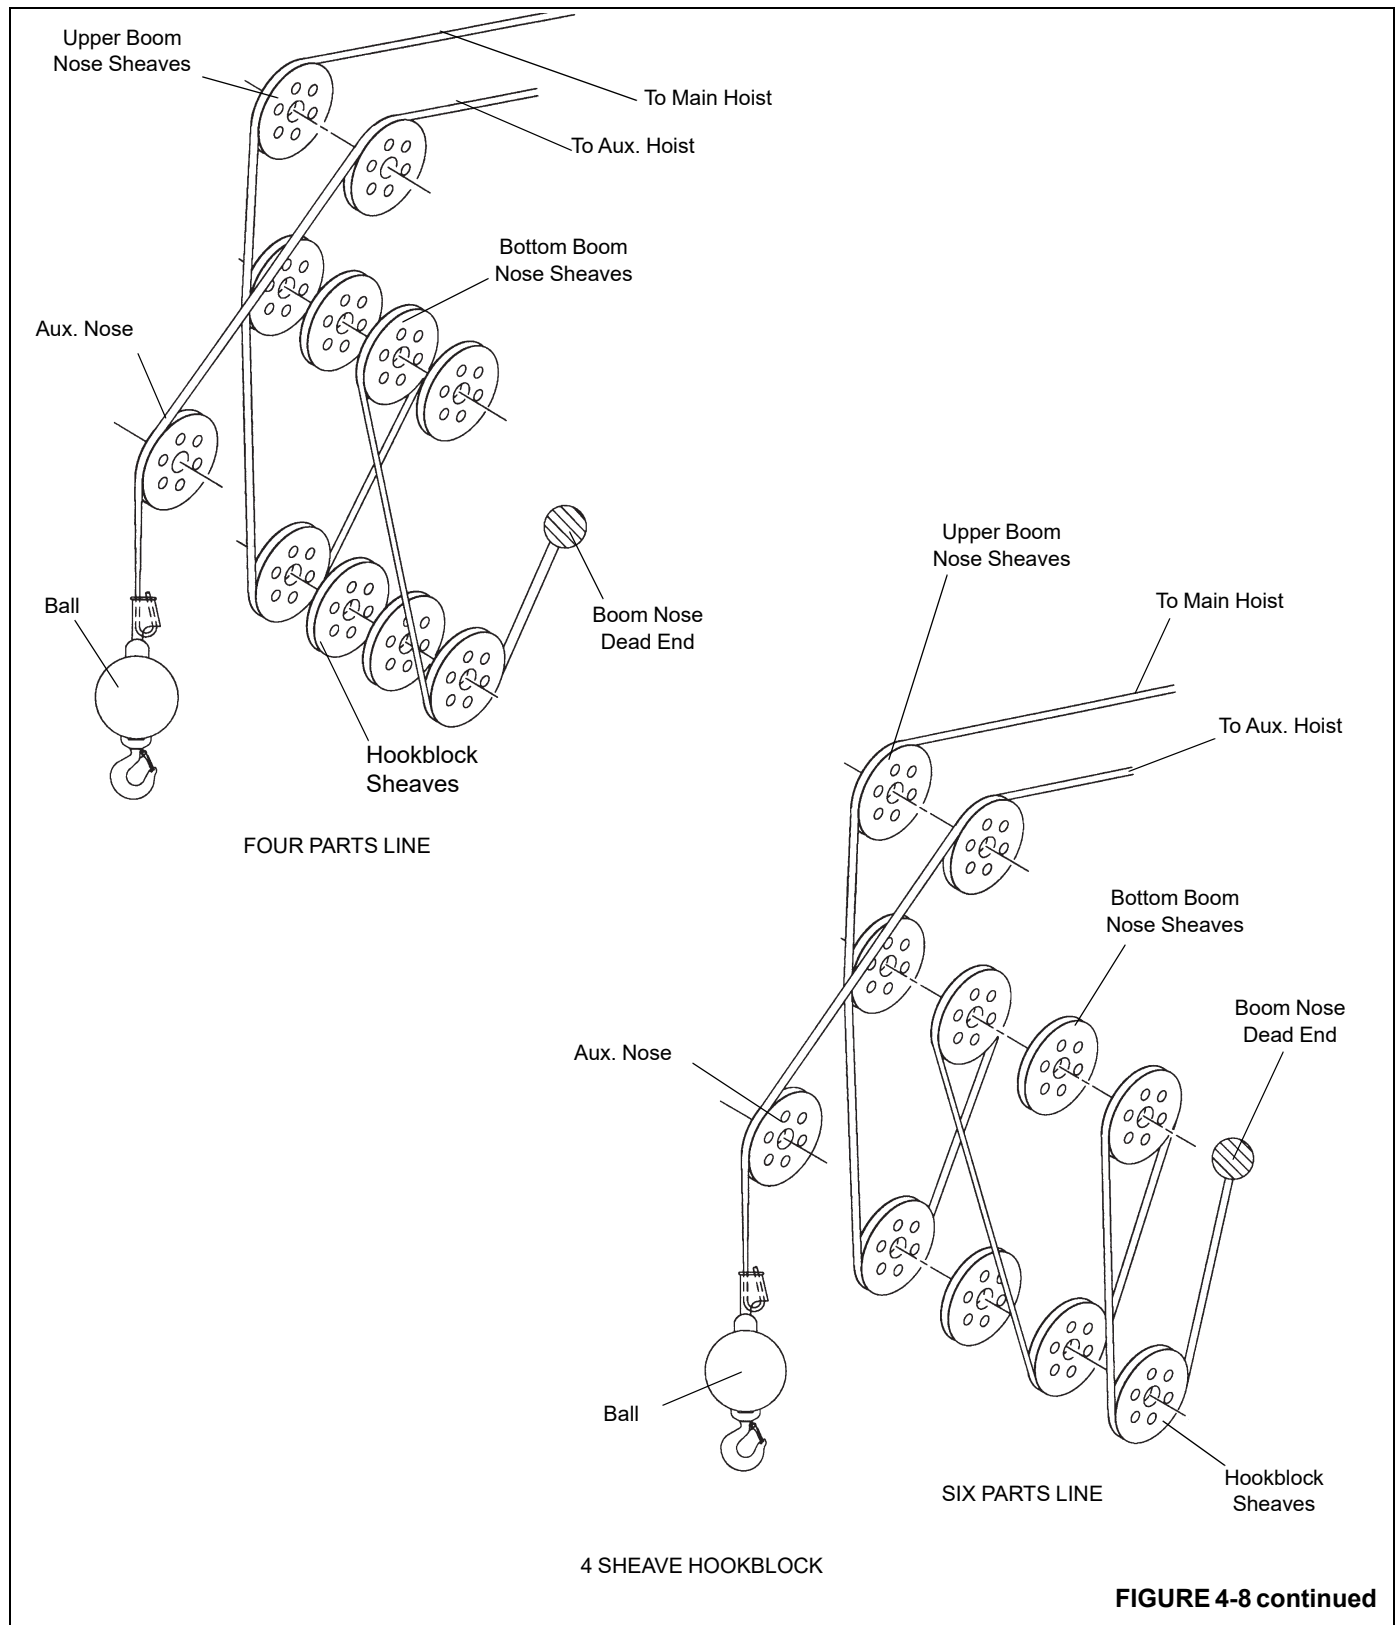 Upper Boom
Nose Sheaves
To Main Hoist
To Aux. Hoist
Bottom Boom
Nose Sheaves
Aux. Nose
Ball
Boom Nose
Dead End
Hookblock
Sheaves
FOUR PARTS LINE
Upper Boom
Nose Sheaves
To Main Hoist
To Aux. Hoist
Bottom Boom
Nose Sheaves
Boom Nose
Dead End
Aux. Nose
Ball
Hookblock
Sheaves
SIX PARTS LINE
4 SHEAVE HOOKBLOCK
FIGURE 4-8 continued